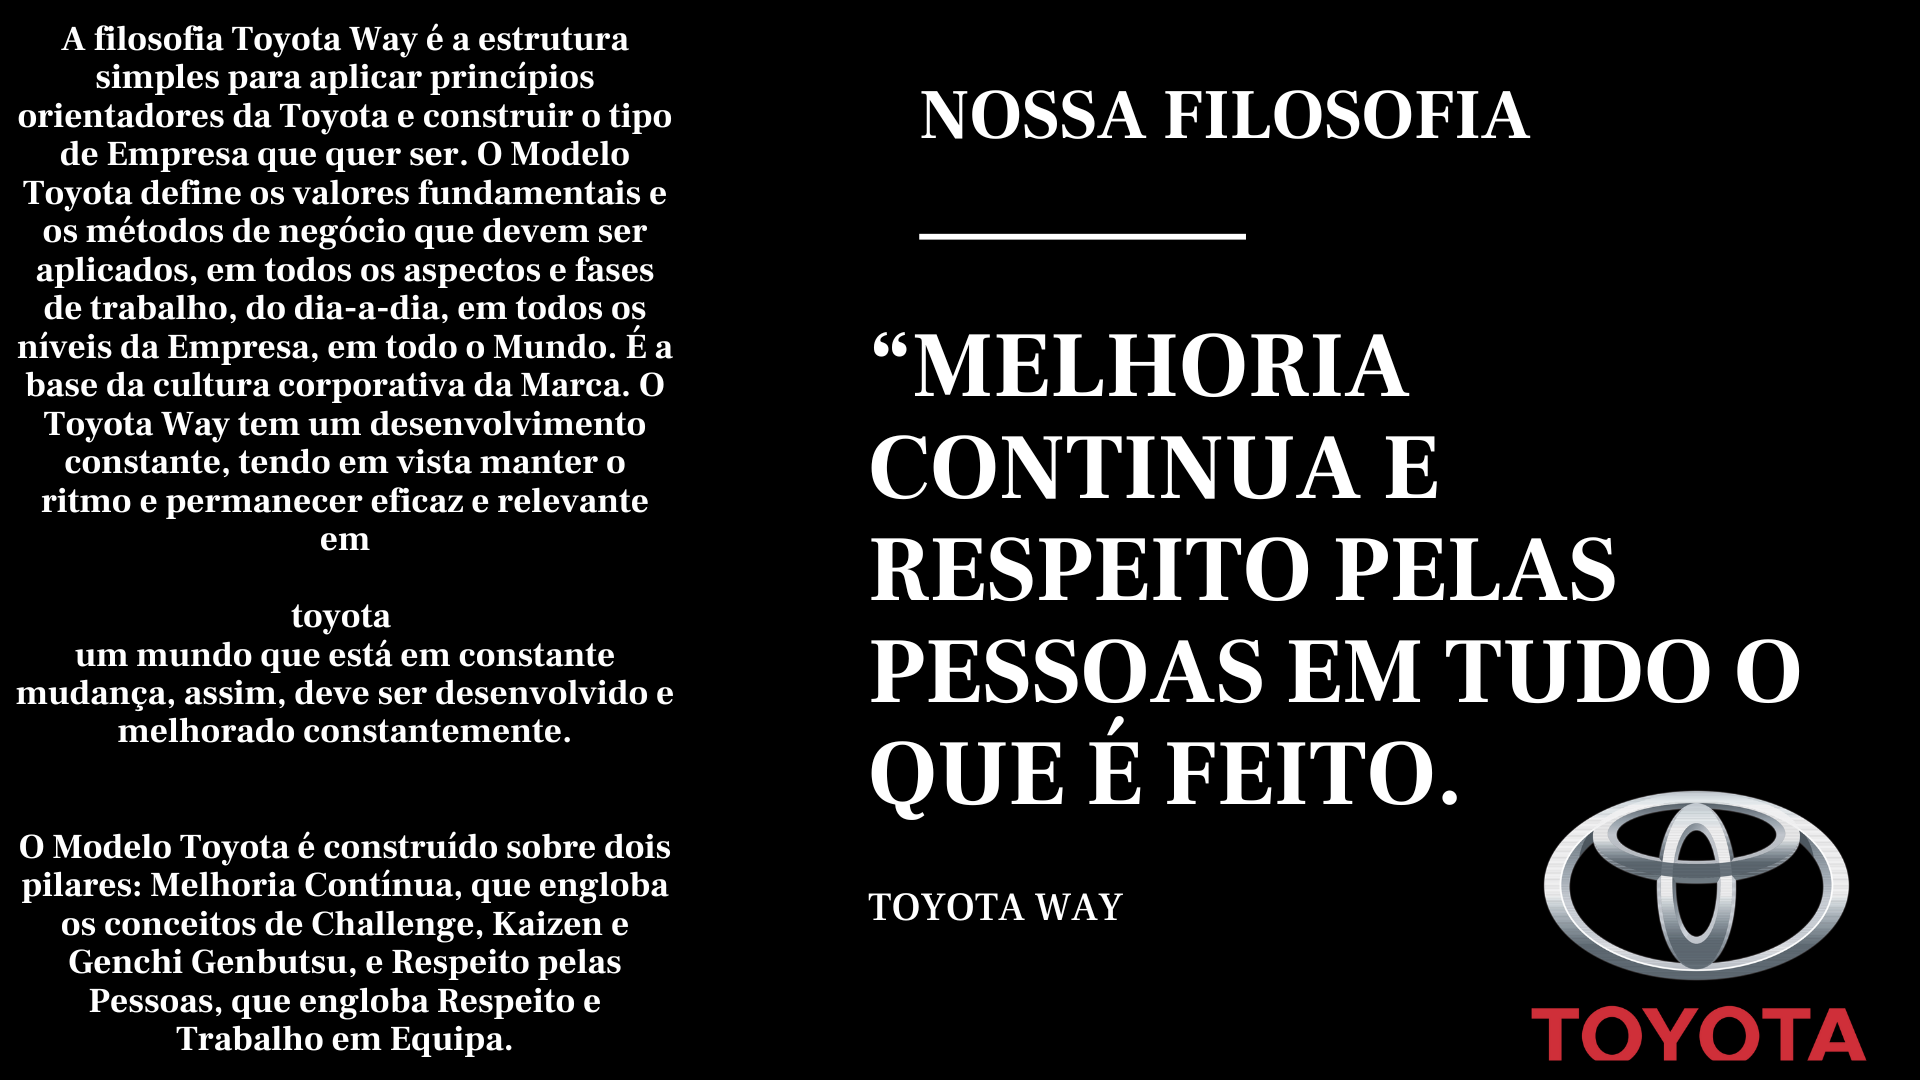 A filosofia Toyota Way é a estrutura
simples para aplicar princípios
orientadores da Toyota e construir o tipo
de Empresa que quer ser. O Modelo
Toyota define os valores fundamentais e
os métodos de negócio que devem ser
aplicados, em todos os aspectos e fases
de trabalho, do dia-a-dia, em todos os
níveis da Empresa, em todo o Mundo. É a
base da cultura corporativa da Marca. O
Toyota Way tem um desenvolvimento
constante, tendo em vista manter o
ritmo e permanecer eficaz e relevante
em
toyota
um mundo que está em constante
mudança, assim, deve ser desenvolvido e
melhorado constantemente.
O Modelo Toyota é construído sobre dois
pilares: Melhoria Contínua, que engloba
os conceitos de Challenge, Kaizen e
Genchi Genbutsu, e Respeito pelas
Pessoas, que engloba Respeito e
Trabalho em Equipa.
NOSSA FILOSOFIA
“MELHORIA
CONTINUA E
RESPEITO PELAS
PESSOAS EM TUDO O
QUE É FEITO.
TOYOTA WAY
TOYOTA